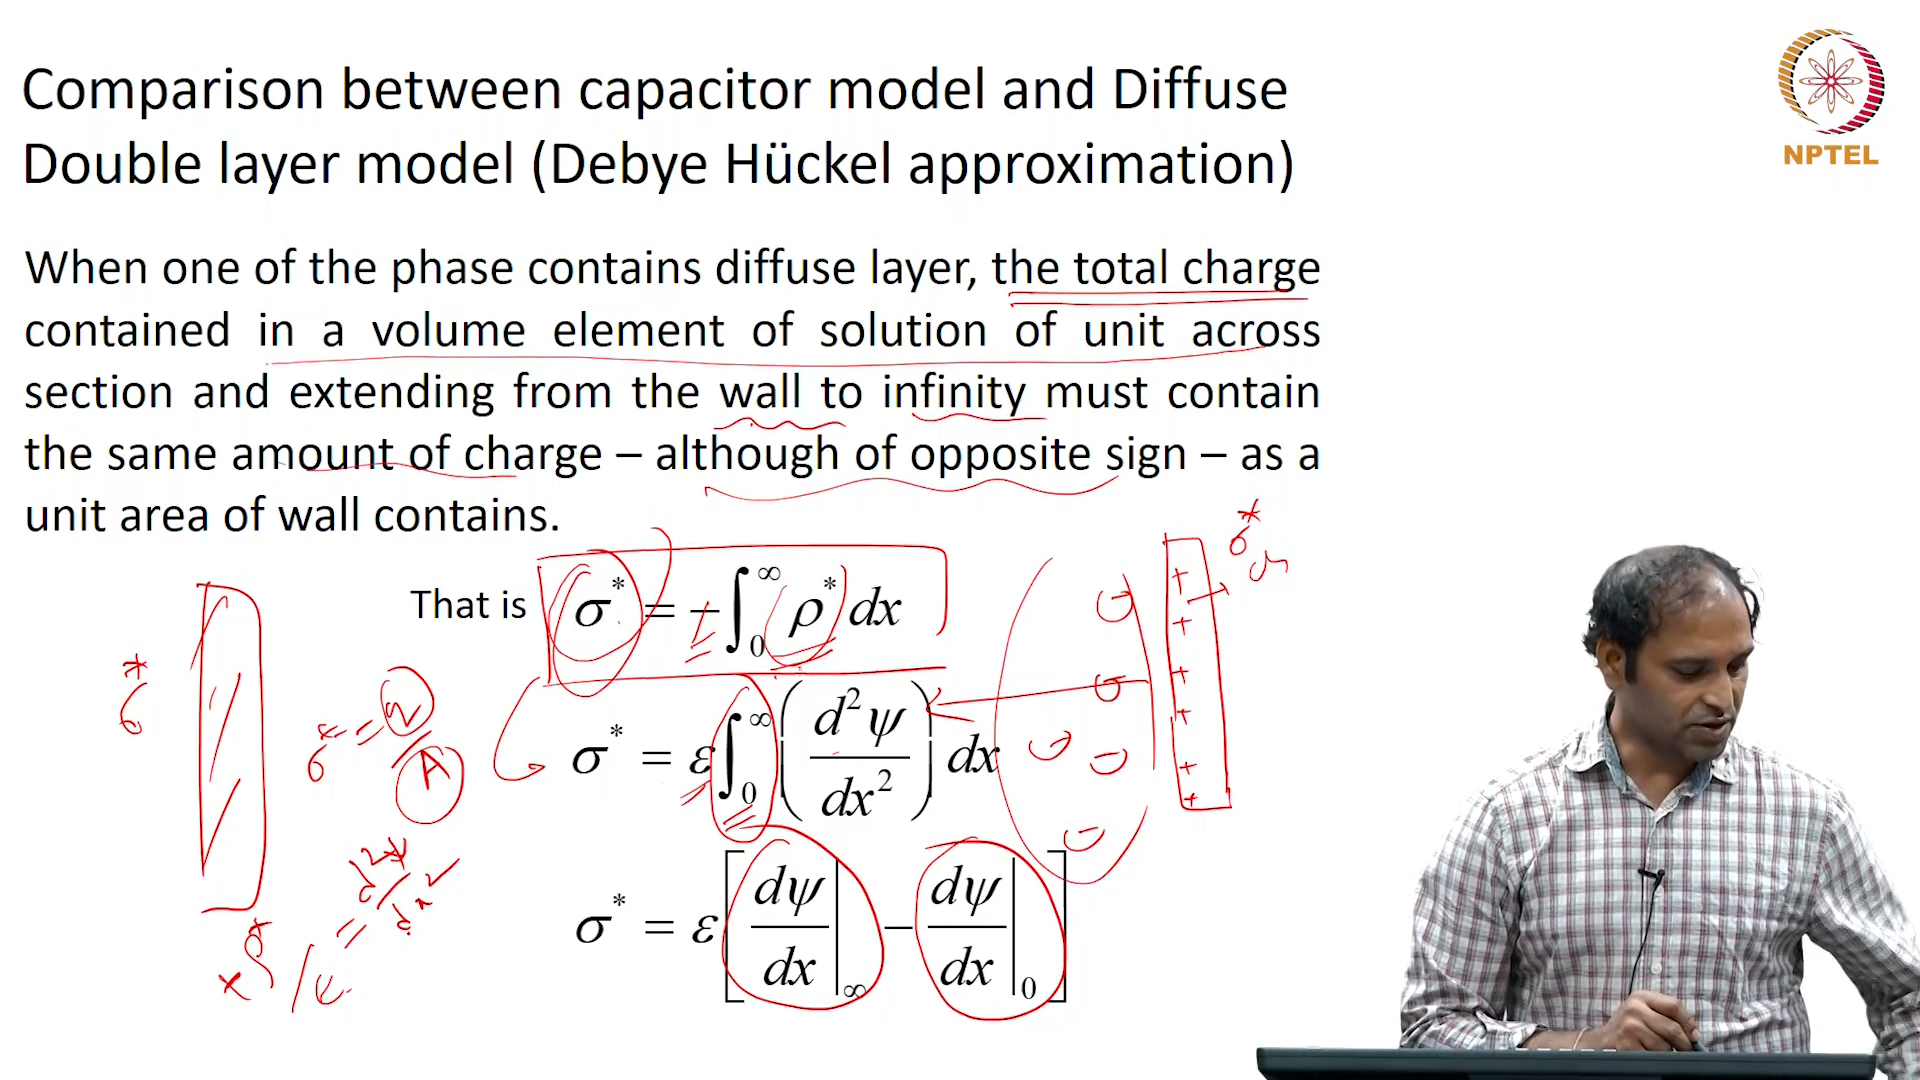 Comparison between capacitor model and Diffuse
Double layer model (Debye Hückel approximation)
NPTEL
When one of the phase contains diffuse layer, the total charge
contained in a volume element of solution of unit across
section and extending from the wall to infinity must contain
the same amount of charge – although of opposite sign – as a
unit area of wall contains.
That is σ* = −∫₀^∞ ρ* dx
σ* = ε∫₀^∞ (d²ψ/dx²) dx
σ* = ε[dψ/dx|∞ − dψ/dx|₀]
σ*
σ*
σ* = q/A
d²ψ/dx²